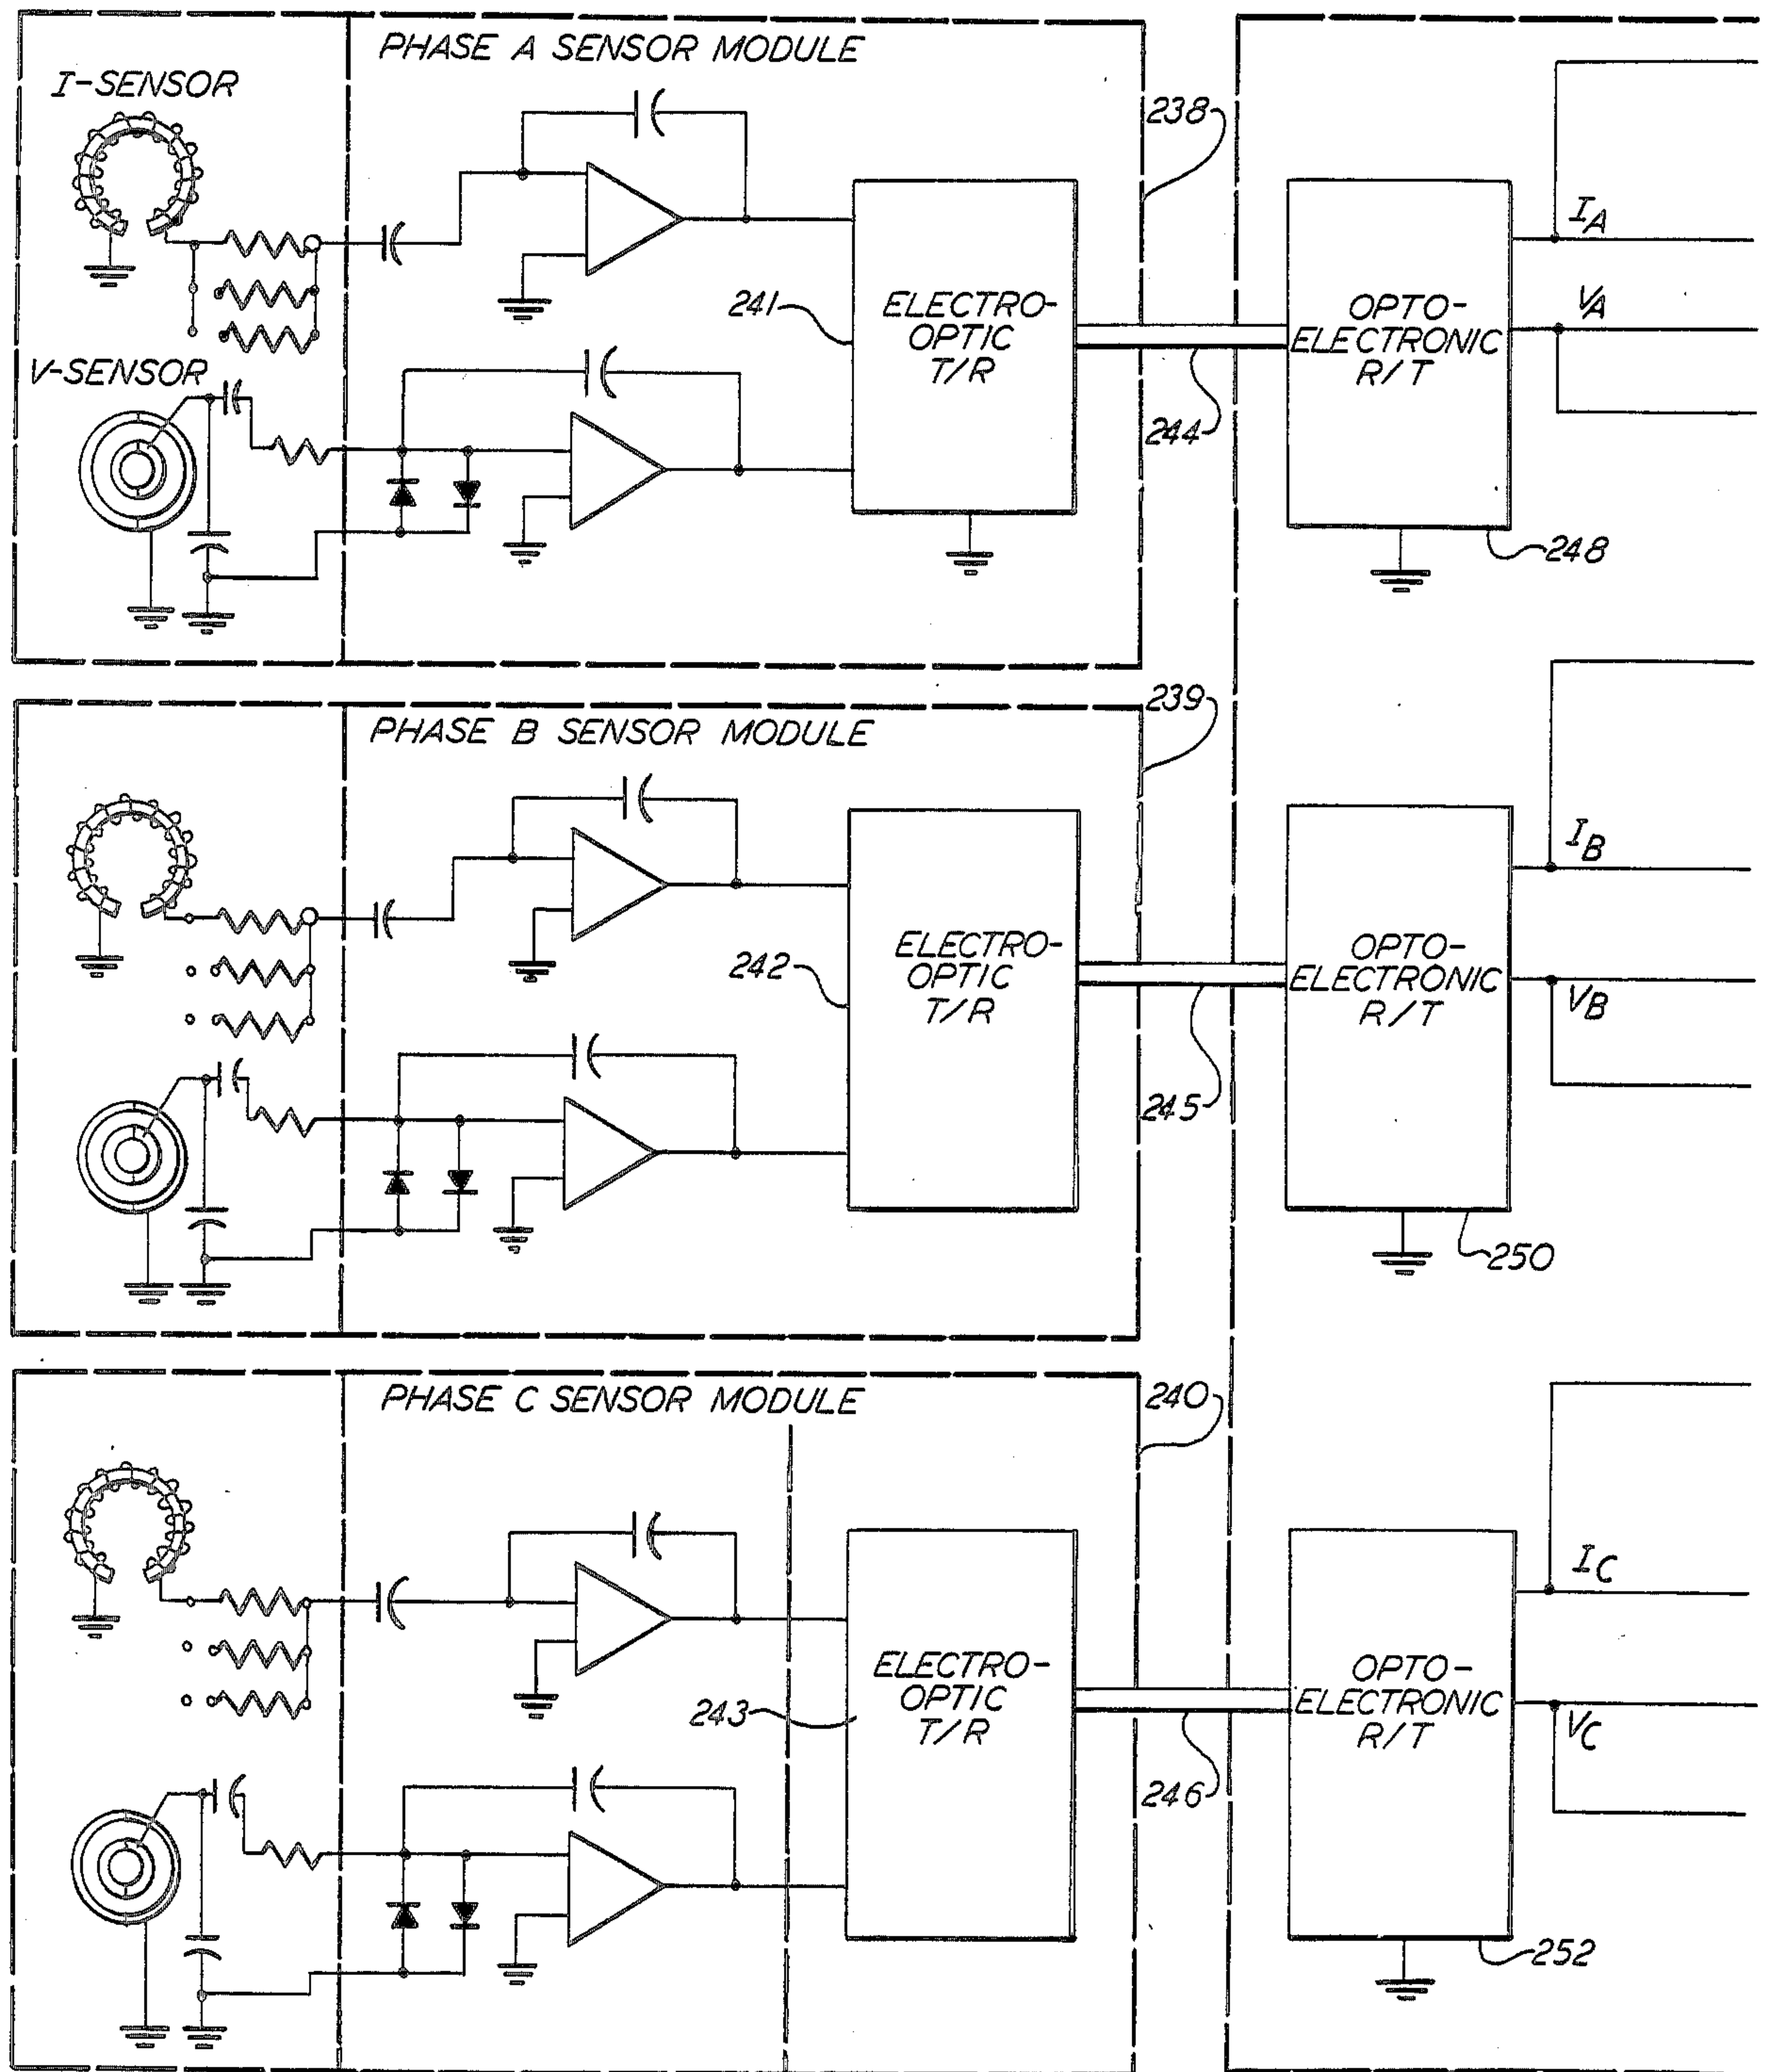 PHASE A SENSOR MODULE
I-SENSOR
238
I_A
V_A
241
ELECTRO-
OPTIC
T/R
OPTO-
ELECTRONIC
R/T
V-SENSOR
244
248
239
PHASE B SENSOR MODULE
I_B
242
ELECTRO-
OPTIC
T/R
OPTO-
ELECTRONIC
R/T
V_B
245
250
PHASE C SENSOR MODULE
240
I_C
243
ELECTRO-
OPTIC
T/R
OPTO-
ELECTRONIC
R/T
V_C
246
252